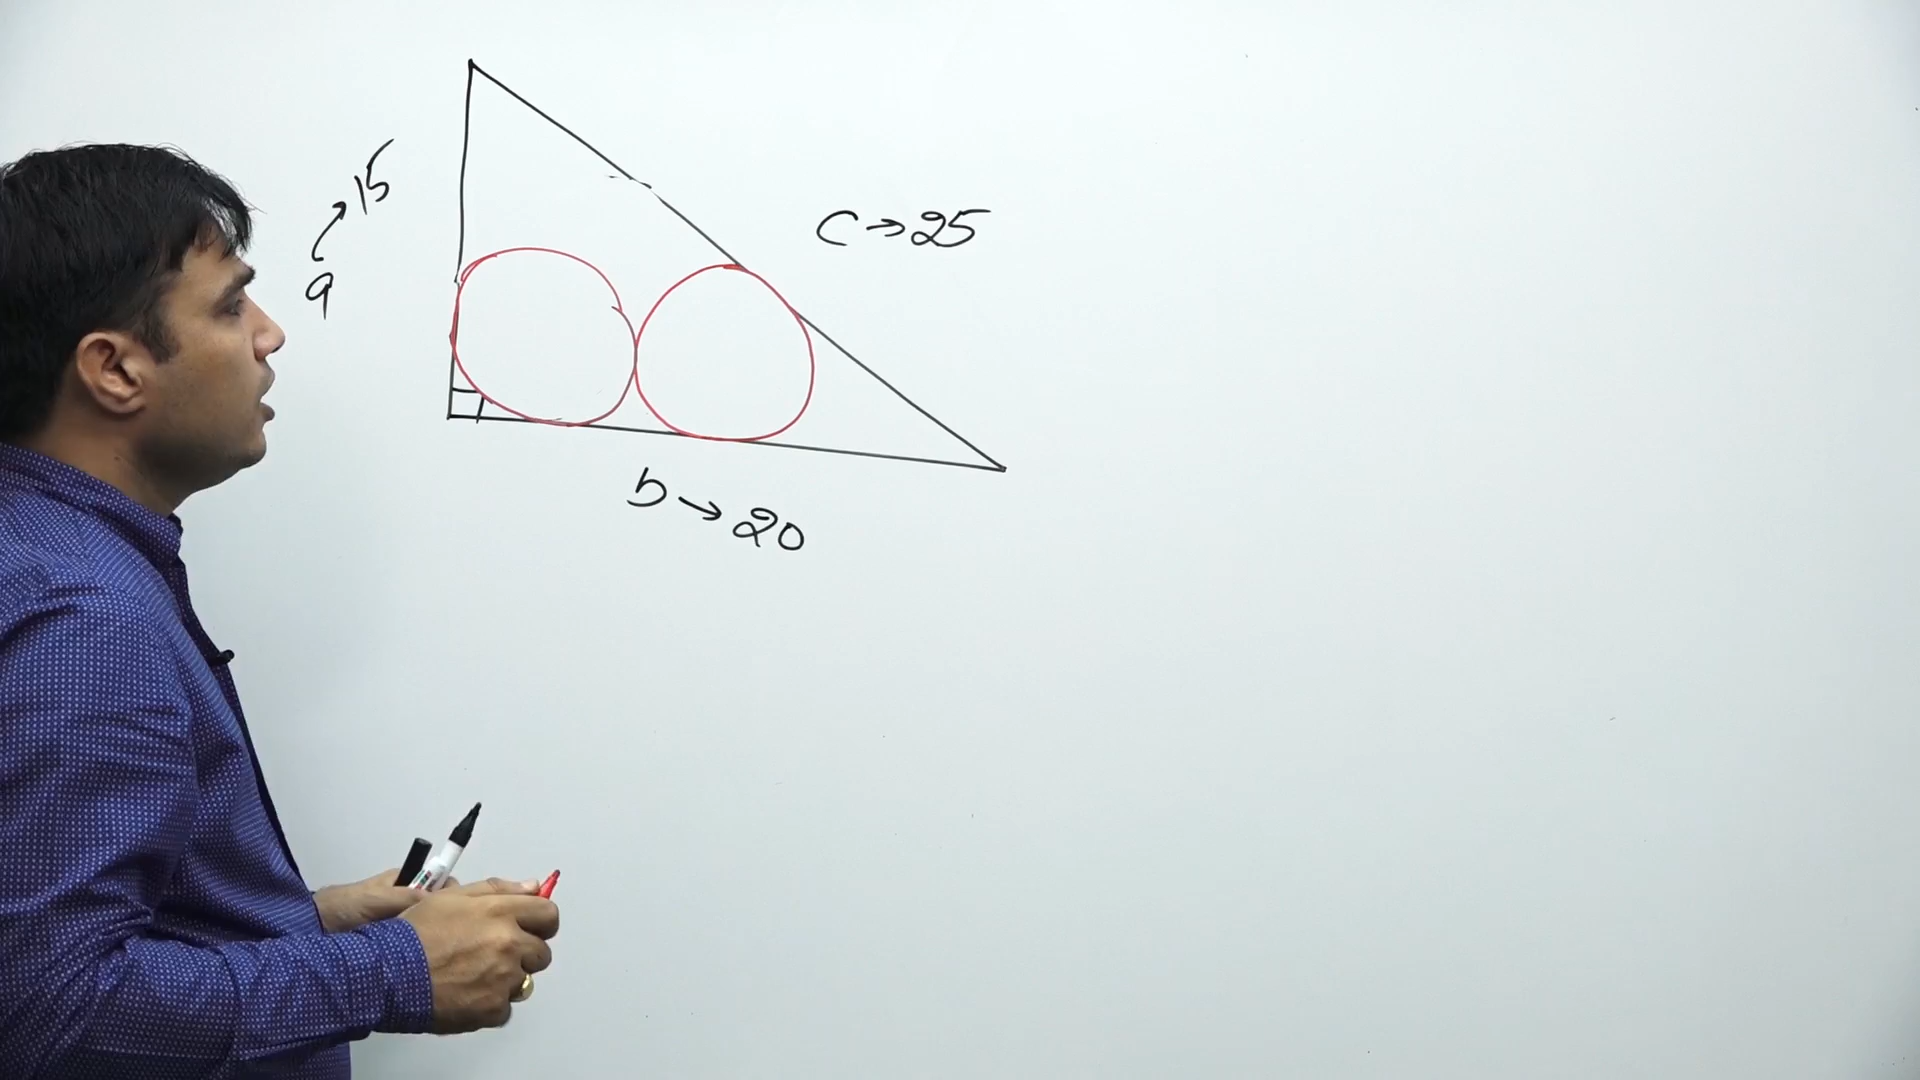 a → 15
c → 25
b → 20